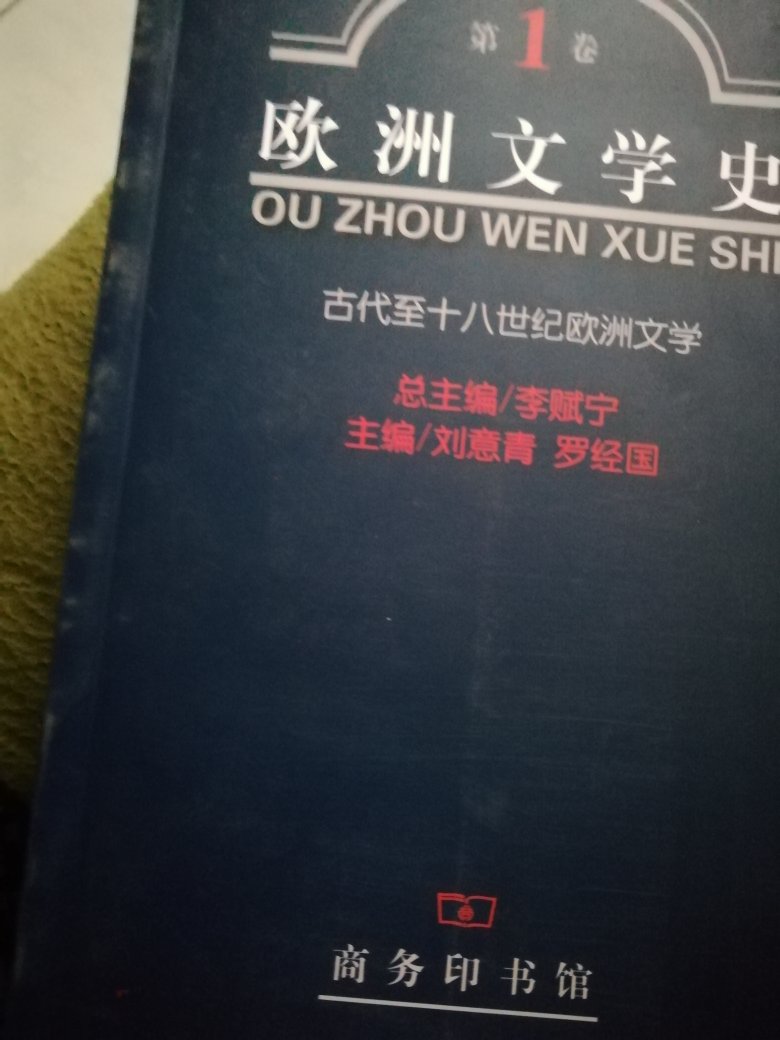 第1卷
欧洲文学史
OU ZHOU WEN XUE SHI
古代至十八世纪欧洲文学
总主编/李赋宁
主编/刘意青 罗经国
商务印书馆